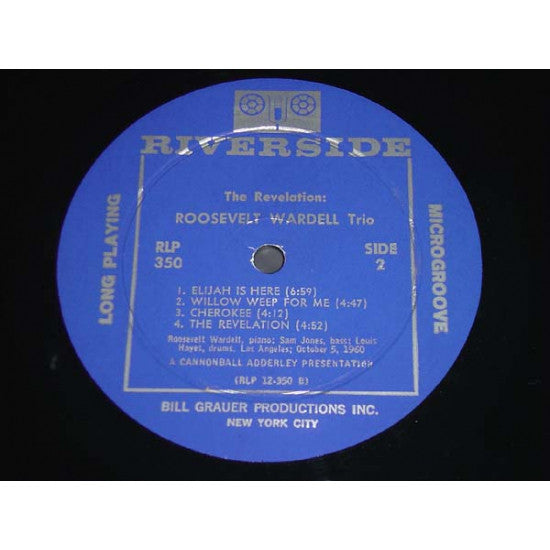 RIVERSIDE
LONG PLAYING
MICROGROOVE
The Revelation:
ROOSEVELT WARDELL Trio
RLP
350
SIDE
2
1. ELIJAH IS HERE (6:59)
2. WILLOW WEEP FOR ME (4:47)
3. CHEROKEE (4:12)
4. THE REVELATION (4:52)
Roosevelt Wardell, piano; Sam Jones, bass; Louis
Hayes, drums, Los Angeles; October 5, 1960
A CANNONBALL ADDERLEY PRESENTATION
(RLP 12-350 B)
BILL GRAUER PRODUCTIONS INC.
NEW YORK CITY